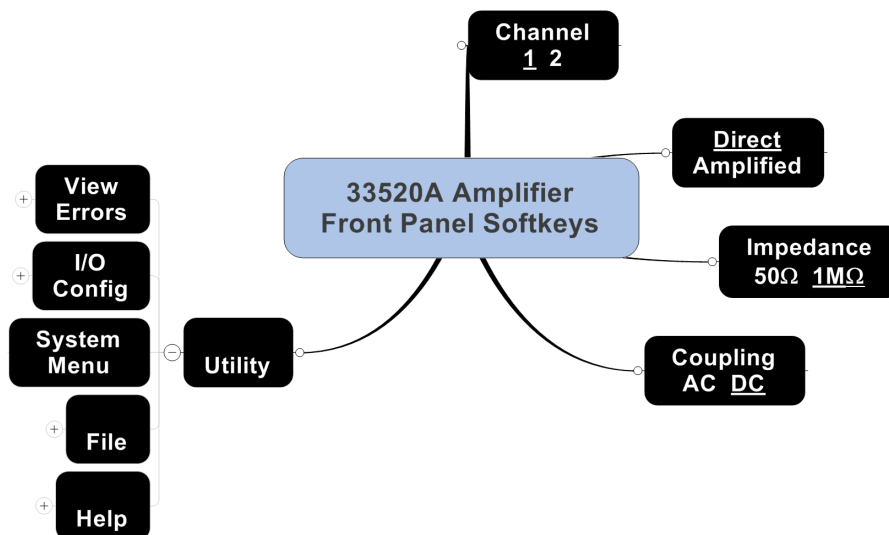 Channel
1 2
Direct
Amplified
33520A Amplifier
Front Panel Softkeys
Impedance
50Ω 1MΩ
Coupling
AC DC
Utility
View
Errors
I/O
Config
System
Menu
File
Help